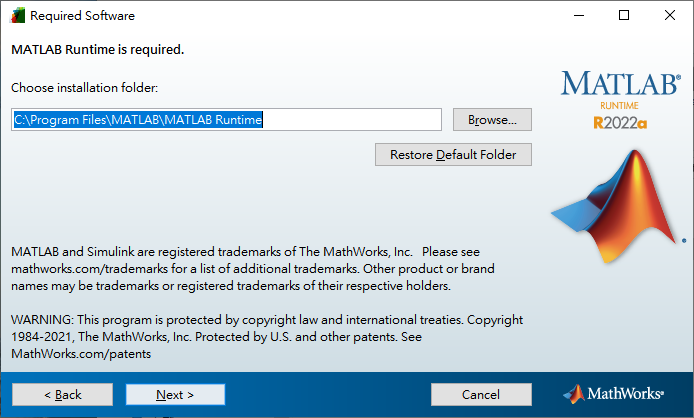 Required Software
MATLAB Runtime is required.
Choose installation folder:
C:\Program Files\MATLAB\MATLAB Runtime
Browse...
Restore Default Folder
MATLAB®
RUNTIME
R2022a
MATLAB and Simulink are registered trademarks of The MathWorks, Inc.   Please see
mathworks.com/trademarks for a list of additional trademarks. Other product or brand
names may be trademarks or registered trademarks of their respective holders.
WARNING: This program is protected by copyright law and international treaties. Copyright
1984-2021, The MathWorks, Inc. Protected by U.S. and other patents. See
MathWorks.com/patents
< Back
Next >
Cancel
MathWorks®